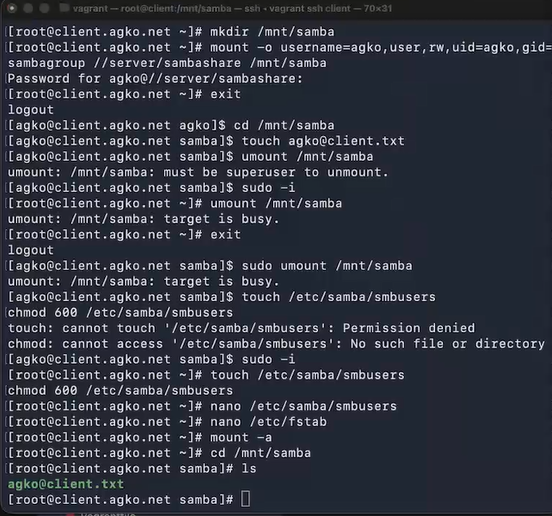 vagrant — root@client:/mnt/samba — ssh • vagrant ssh client — 70×31
[root@client.agko.net ~]# mkdir /mnt/samba
[root@client.agko.net ~]# mount -o username=agko,user,rw,uid=agko,gid=
sambagroup //server/sambashare /mnt/samba
Password for agko@//server/sambashare:
[root@client.agko.net ~]# exit
logout
[agko@client.agko.net agko]$ cd /mnt/samba
[agko@client.agko.net samba]$ touch agko@client.txt
[agko@client.agko.net samba]$ umount /mnt/samba
umount: /mnt/samba: must be superuser to unmount.
[agko@client.agko.net samba]$ sudo -i
[root@client.agko.net ~]# umount /mnt/samba
umount: /mnt/samba: target is busy.
[root@client.agko.net ~]# exit
logout
[agko@client.agko.net samba]$ sudo umount /mnt/samba
umount: /mnt/samba: target is busy.
[agko@client.agko.net samba]$ touch /etc/samba/smbusers
chmod 600 /etc/samba/smbusers
touch: cannot touch '/etc/samba/smbusers': Permission denied
chmod: cannot access '/etc/samba/smbusers': No such file or directory
[agko@client.agko.net samba]$ sudo -i
[root@client.agko.net ~]# touch /etc/samba/smbusers
chmod 600 /etc/samba/smbusers
[root@client.agko.net ~]# nano /etc/samba/smbusers
[root@client.agko.net ~]# nano /etc/fstab
[root@client.agko.net ~]# mount -a
[root@client.agko.net ~]# cd /mnt/samba
[root@client.agko.net samba]# ls
agko@client.txt
[root@client.agko.net samba]#